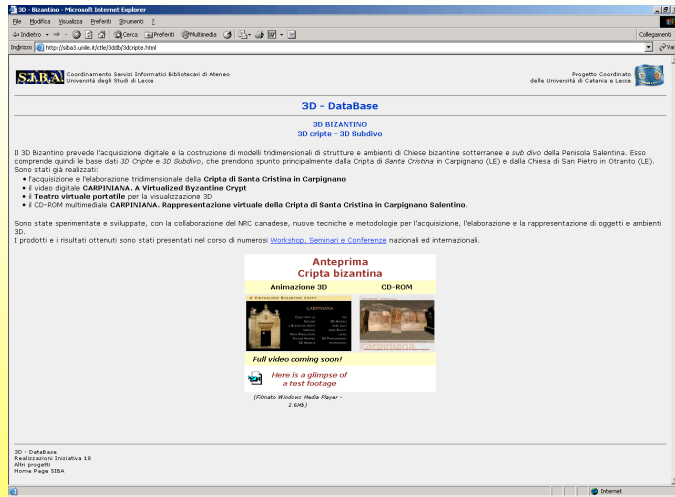 3D - Bizantino - Microsoft Internet Explorer
File Modifica Visualizza Preferiti Strumenti ?
Indietro Cerca Preferiti Multimedia Collegamenti
Indirizzo http://siba3.unile.it/ctle/3ddb/3dcripte.html Vai
S.I.B.A. Coordinamento Servizi Informatici Bibliotecari di Ateneo
Università degli Studi di Lecce
Progetto Coordinato
delle Università di Catania e Lecce
3D - DataBase
3D BIZANTINO
3D cripte - 3D Subdivo
Il 3D Bizantino prevede l'acquisizione digitale e la costruzione di modelli tridimensionali di strutture e ambienti di Chiese bizantine sotterranee e sub divo della Penisola Salentina. Esso
comprende quindi le base dati 3D Cripte e 3D Subdivo, che prendono spunto principalmente dalla Cripta di Santa Cristina in Carpignano (LE) e dalla Chiesa di San Pietro in Otranto (LE).
Sono stati già realizzati:
• l'acquisizione e l'elaborazione tridimensionale della Cripta di Santa Cristina in Carpignano
• il video digitale CARPINIANA. A Virtualized Byzantine Crypt
• il Teatro virtuale portatile per la visualizzazione 3D
• il CD-ROM multimediale CARPINIANA. Rappresentazione virtuale della Cripta di Santa Cristina in Carpignano Salentino.
Sono state sperimentate e sviluppate, con la collaborazione del NRC canadese, nuove tecniche e metodologie per l'acquisizione, l'elaborazione e la rappresentazione di oggetti e ambienti
3D.
I prodotti e i risultati ottenuti sono stati presentati nel corso di numerosi Workshop, Seminari e Conferenze nazionali ed internazionali.
Anteprima
Cripta bizantina
Animazione 3D CD-ROM
A Virtualized Byzantine Crypt
CARPINIANA
carpiniana
Full video coming soon!
Here is a glimpse of
a test footage
(Filmato Windows Media Player -
2.6Mb)
3D - DataBase
Realizzazioni Iniziativa 18
Altri progetti
Home Page SIBA
Internet